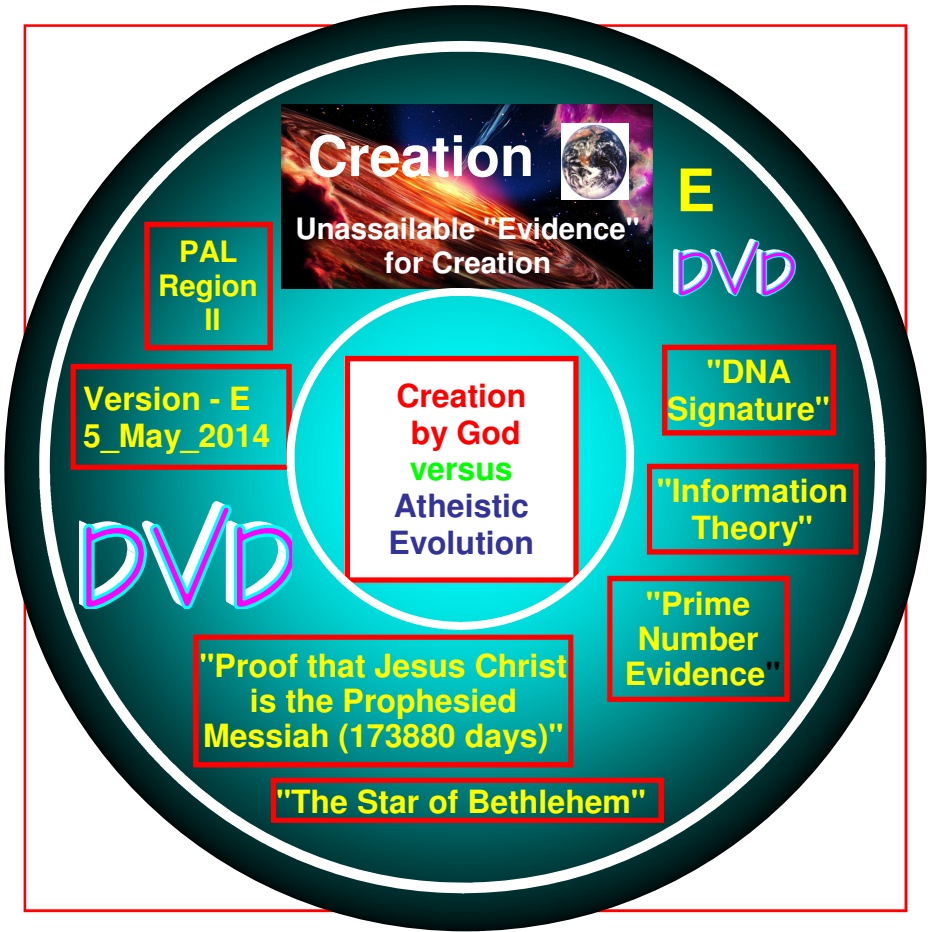 Creation
Unassailable "Evidence"
for Creation
E
DVD
PAL
Region
II
Version - E
5_May_2014
DVD
Creation
by God
versus
Atheistic
Evolution
"DNA
Signature"
"Information
Theory"
"Prime
Number
Evidence"
"Proof that Jesus Christ
is the Prophesied
Messiah (173880 days)"
"The Star of Bethlehem"